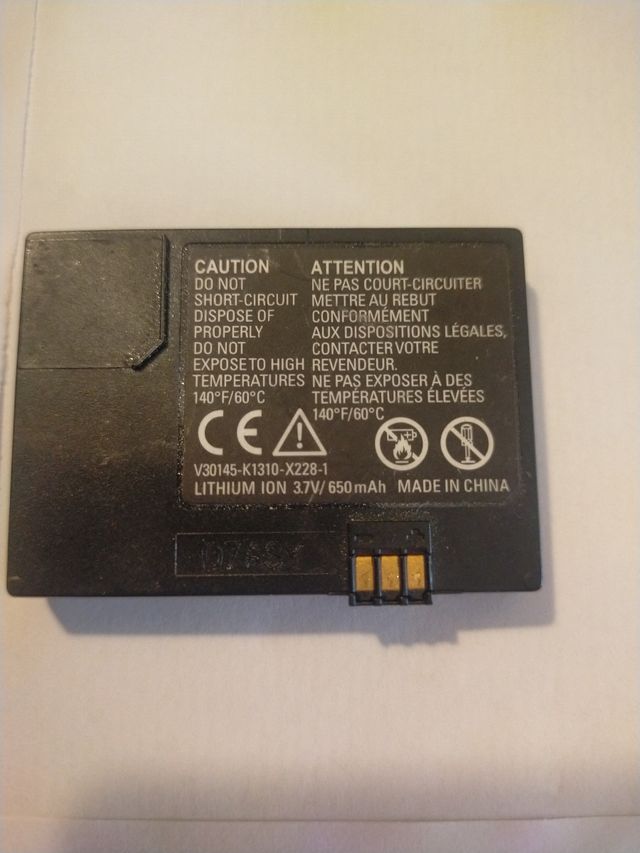 CAUTION
DO NOT
SHORT-CIRCUIT
DISPOSE OF
PROPERLY
DO NOT
EXPOSE TO HIGH
TEMPERATURES
140°F/60°C
ATTENTION
NE PAS COURT-CIRCUITER
METTRE AU REBUT
CONFORMÉMENT
AUX DISPOSITIONS LÉGALES,
CONTACTER VOTRE
REVENDEUR.
NE PAS EXPOSER À DES
TEMPÉRATURES ÉLEVÉES
140°F/60°C
CE
V30145-K1310-X228-1
LITHIUM ION 3.7V/ 650mAh MADE IN CHINA